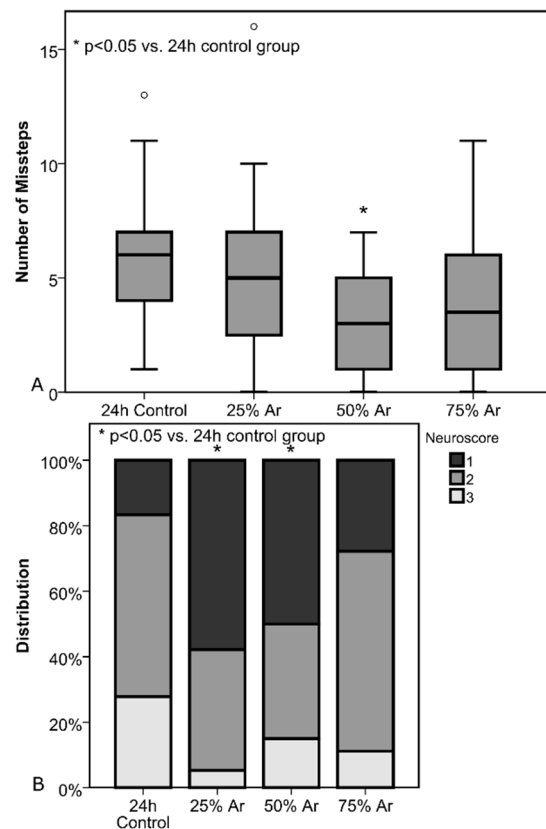 * p<0.05 vs. 24h control group
15
10
5
0
Number of Missteps
*
A
24h Control 25% Ar 50% Ar 75% Ar
* p<0.05 vs. 24h control group
* *
Neuroscore
1
2
3
100%
80%
60%
40%
20%
0%
Distribution
B
24h Control 25% Ar 50% Ar 75% Ar